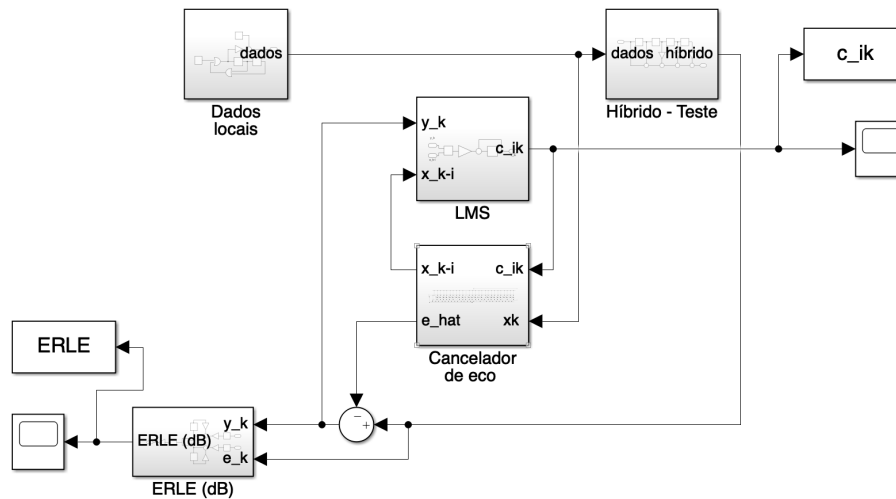 dados
Dados
locais
dados híbrido
Híbrido - Teste
c_ik
y_k
c_ik
x_k-i
LMS
x_k-i c_ik
e_hat xk
Cancelador
de eco
ERLE
− +
y_k
ERLE (dB)
e_k
ERLE (dB)